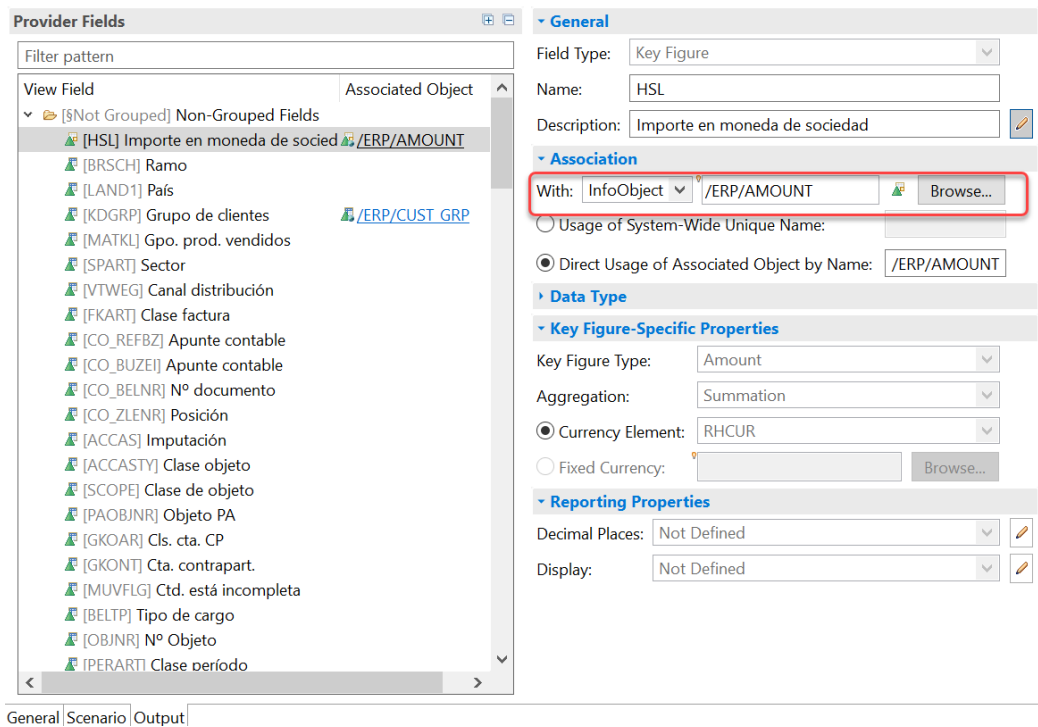 Provider Fields
Filter pattern
View Field Associated Object
[§Not Grouped] Non-Grouped Fields
[HSL] Importe en moneda de socied /ERP/AMOUNT
[BRSCH] Ramo
[LAND1] País
[KDGRP] Grupo de clientes /ERP/CUST_GRP
[MATKL] Gpo. prod. vendidos
[SPART] Sector
[VTWEG] Canal distribución
[FKART] Clase factura
[CO_REFBZ] Apunte contable
[CO_BUZEI] Apunte contable
[CO_BELNR] Nº documento
[CO_ZLENR] Posición
[ACCAS] Imputación
[ACCASTY] Clase objeto
[SCOPE] Clase de objeto
[PAOBJNR] Objeto PA
[GKOAR] Cls. cta. CP
[GKONT] Cta. contrapart.
[MUVFLG] Ctd. está incompleta
[BELTP] Tipo de cargo
[OBJNR] Nº Objeto
[PERART] Clase período
General
Field Type: Key Figure
Name: HSL
Description: Importe en moneda de sociedad
Association
With: InfoObject /ERP/AMOUNT Browse...
Usage of System-Wide Unique Name:
Direct Usage of Associated Object by Name: /ERP/AMOUNT
Data Type
Key Figure-Specific Properties
Key Figure Type: Amount
Aggregation: Summation
Currency Element: RHCUR
Fixed Currency: Browse...
Reporting Properties
Decimal Places: Not Defined
Display: Not Defined
General Scenario Output